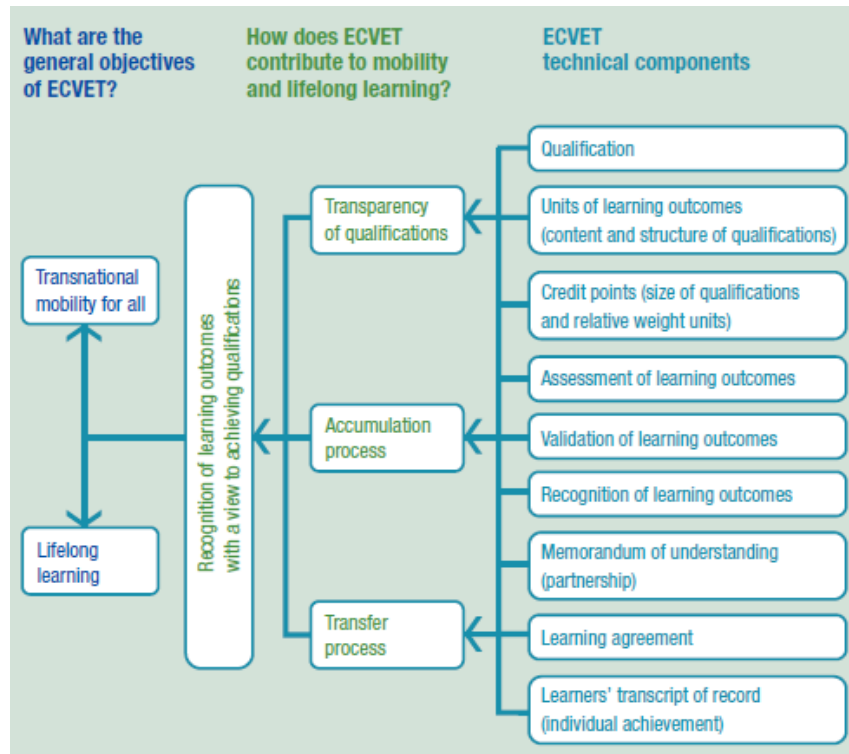 What are the
general objectives
of ECVET?
How does ECVET
contribute to mobility
and lifelong learning?
ECVET
technical components
Transnational
mobility for all
Lifelong
learning
Recognition of learning outcomes
with a view to achieving qualifications
Transparency
of qualifications
Accumulation
process
Transfer
process
Qualification
Units of learning outcomes
(content and structure of qualifications)
Credit points (size of qualifications
and relative weight units)
Assessment of learning outcomes
Validation of learning outcomes
Recognition of learning outcomes
Memorandum of understanding
(partnership)
Learning agreement
Learners' transcript of record
(individual achievement)